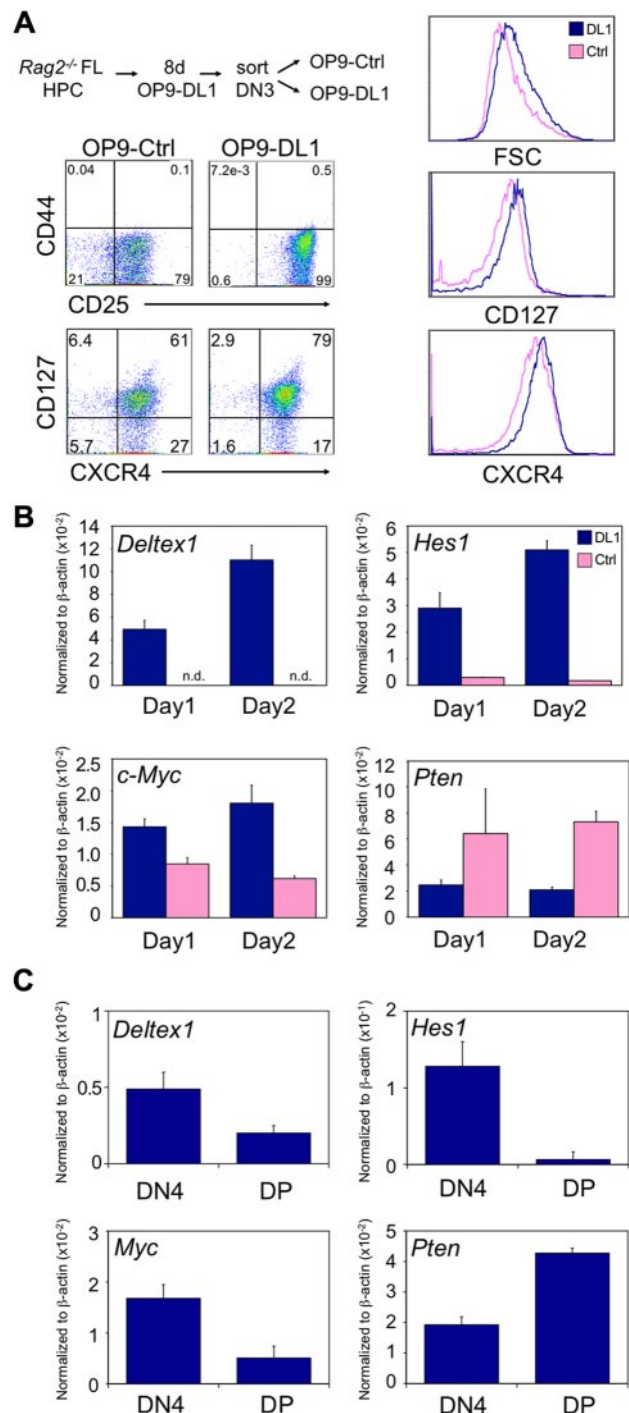 A
Rag2-/- FL HPC
8d OP9-DL1
sort DN3
OP9-Ctrl
OP9-DL1
OP9-Ctrl OP9-DL1
CD44
0.04 0.1
21 79
7.2e-3 0.5
0.6 99
CD25
CD127
6.4 61
5.7 27
2.9 79
1.6 17
CXCR4
DL1
Ctrl
FSC
CD127
CXCR4
B
Deltex1
Normalized to β-actin (x10-2)
14
12
10
8
6
4
2
0
n.d. n.d.
Day1 Day2
Hes1
Normalized to β-actin (x10-2)
6
5
4
3
2
1
0
DL1
Ctrl
Day1 Day2
c-Myc
Normalized to β-actin (x10-2)
2.5
2.0
1.5
1.0
0.5
0
Day1 Day2
Pten
Normalized to β-actin (x10-2)
12
10
8
6
4
2
0
Day1 Day2
C
Deltex1
Normalized to β-actin (x10-2)
1
0.5
0
DN4 DP
Hes1
Normalized to β-actin (x10-1)
2
1
0
DN4 DP
Myc
Normalized to β-actin (x10-2)
3
2
1
0
DN4 DP
Pten
Normalized to β-actin (x10-2)
5
4
3
2
1
0
DN4 DP